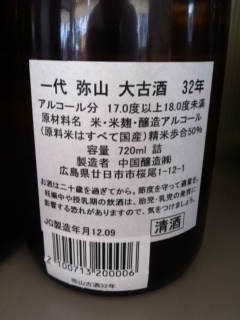 一代 弥山 大古酒 32年
アルコール分 17.0度以上18.0度未満
原材料名 米・米麹・醸造アルコール
(原料米はすべて国産)精米歩合50%
容量 720ml 詰
製造者 中国醸造㈱
広島県廿日市市桜尾1-12-1
お酒は二十歳を過ぎてから。節度を守って適量を。
妊娠中や授乳期の飲酒は、胎児・乳児の発育に
影響する恐れがありますので、気をつけましょう。
JG製造年月12.09
清酒
2100713200006
弥山古酒32年